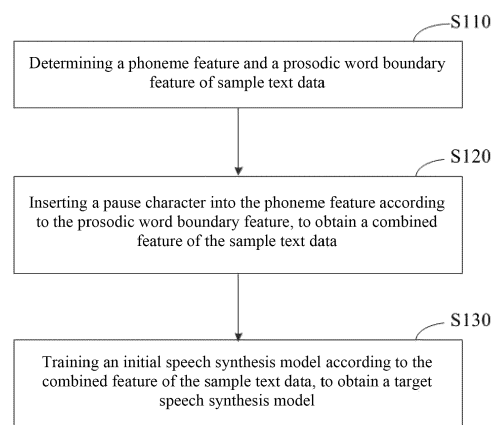 S110
Determining a phoneme feature and a prosodic word boundary
feature of sample text data
S120
Inserting a pause character into the phoneme feature according
to the prosodic word boundary feature, to obtain a combined
feature of the sample text data
S130
Training an initial speech synthesis model according to the
combined feature of the sample text data, to obtain a target
speech synthesis model